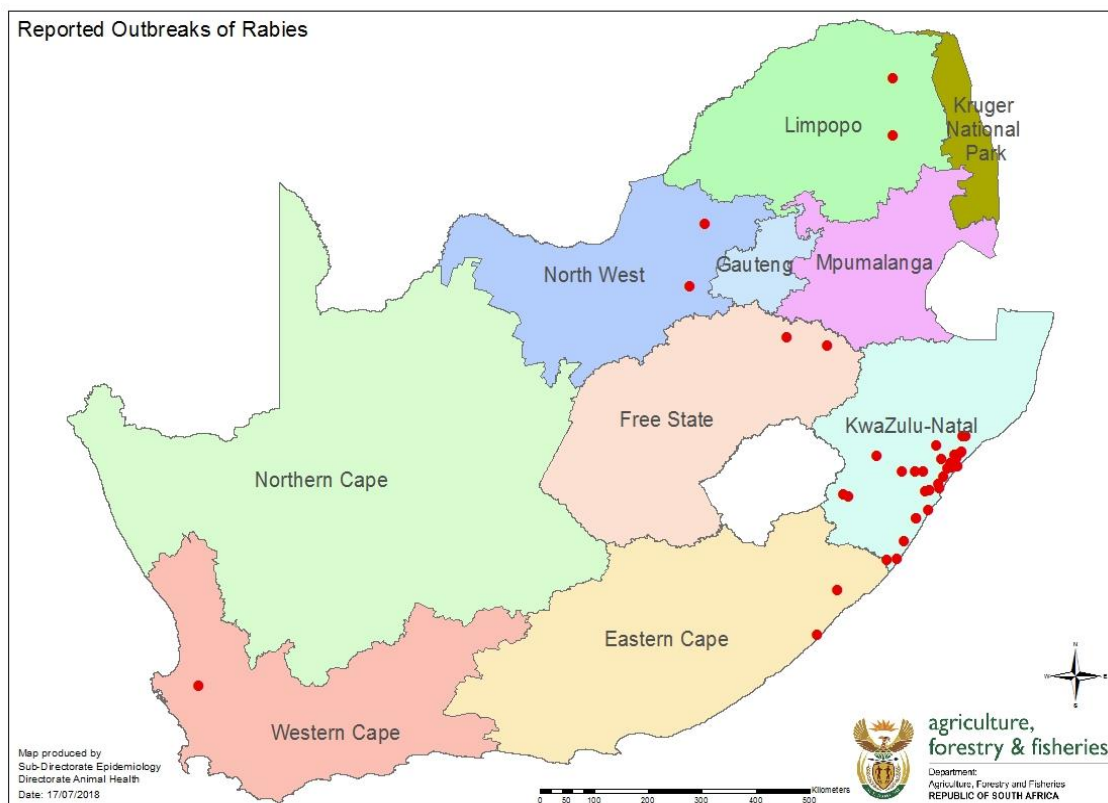 Reported Outbreaks of Rabies
Limpopo
Kruger
National
Park
North West
Gauteng
Mpumalanga
Free State
KwaZulu-Natal
Northern Cape
Eastern Cape
Western Cape
N
W
E
S
Map produced by
Sub-Directorate Epidemiology
Directorate Animal Health
Date: 17/07/2018
Kilometers
0 50 100 200 300 400 500
agriculture,
forestry & fisheries
Department:
Agriculture, Forestry and Fisheries
REPUBLIC OF SOUTH AFRICA